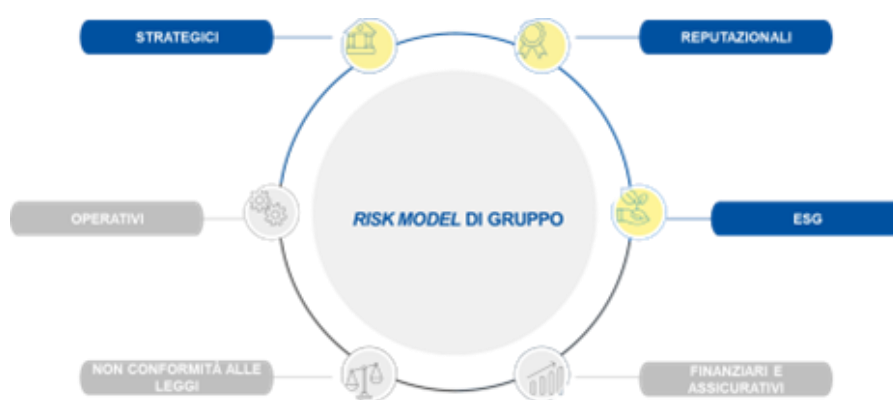 STRATEGICI
REPUTAZIONALI
OPERATIVI
RISK MODEL DI GRUPPO
ESG
NON CONFORMITÀ ALLE
LEGGI
FINANZIARI E
ASSICURATIVI